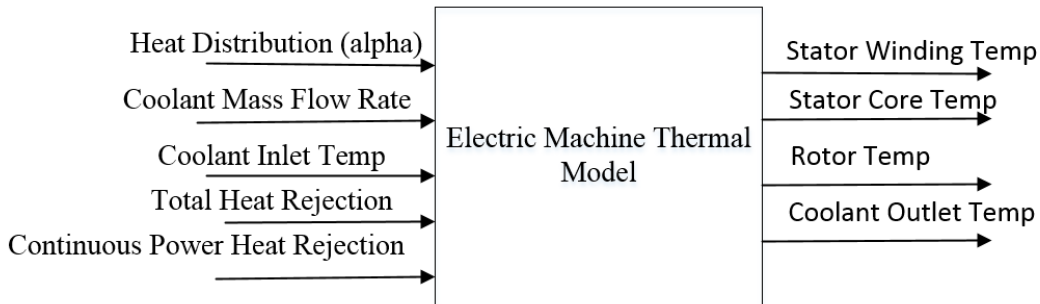 Heat Distribution (alpha)
Coolant Mass Flow Rate
Coolant Inlet Temp
Total Heat Rejection
Continuous Power Heat Rejection
Electric Machine Thermal
Model
Stator Winding Temp
Stator Core Temp
Rotor Temp
Coolant Outlet Temp